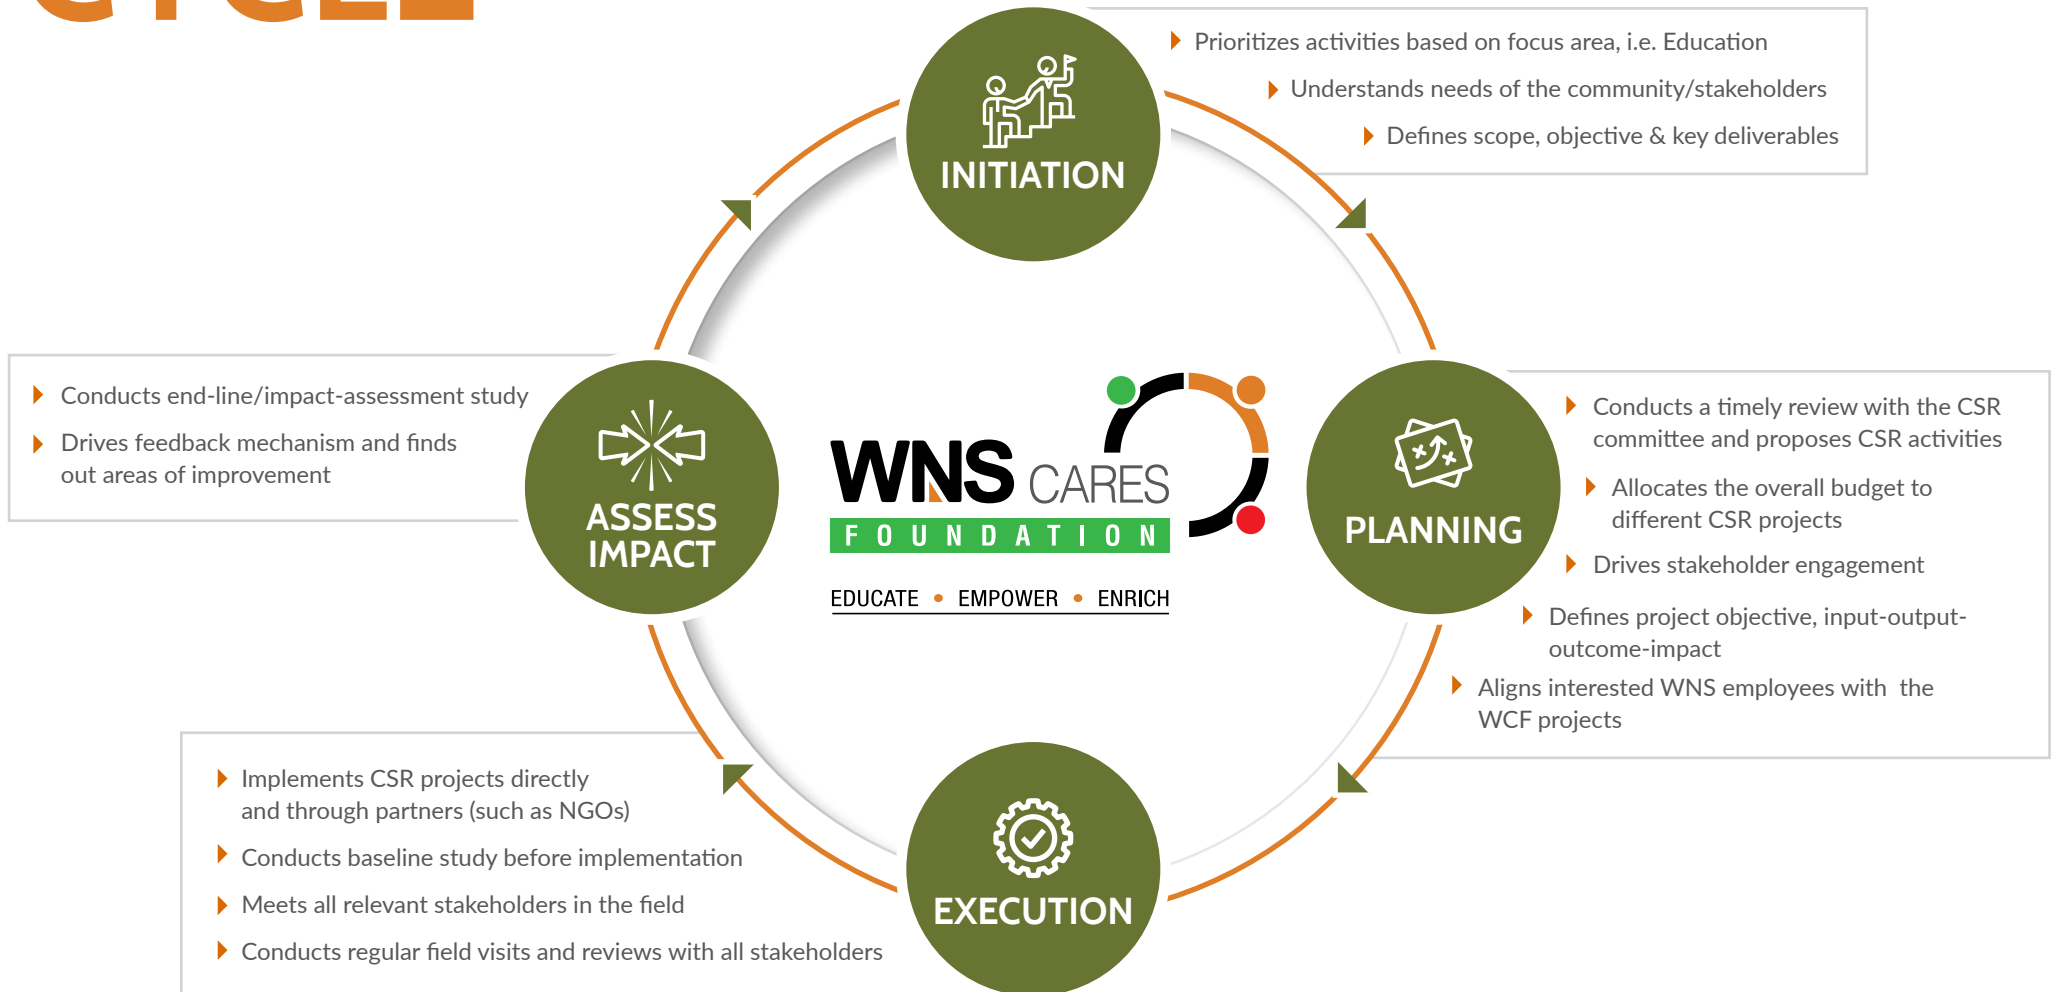 CYCLE
INITIATION
Prioritizes activities based on focus area, i.e. Education
Understands needs of the community/stakeholders
Defines scope, objective & key deliverables
PLANNING
Conducts a timely review with the CSR
committee and proposes CSR activities
Allocates the overall budget to
different CSR projects
Drives stakeholder engagement
Defines project objective, input-output-
outcome-impact
Aligns interested WNS employees with the
WCF projects
EXECUTION
Implements CSR projects directly
and through partners (such as NGOs)
Conducts baseline study before implementation
Meets all relevant stakeholders in the field
Conducts regular field visits and reviews with all stakeholders
ASSESS
IMPACT
Conducts end-line/impact-assessment study
Drives feedback mechanism and finds
out areas of improvement
WNS CARES
FOUNDATION
EDUCATE • EMPOWER • ENRICH